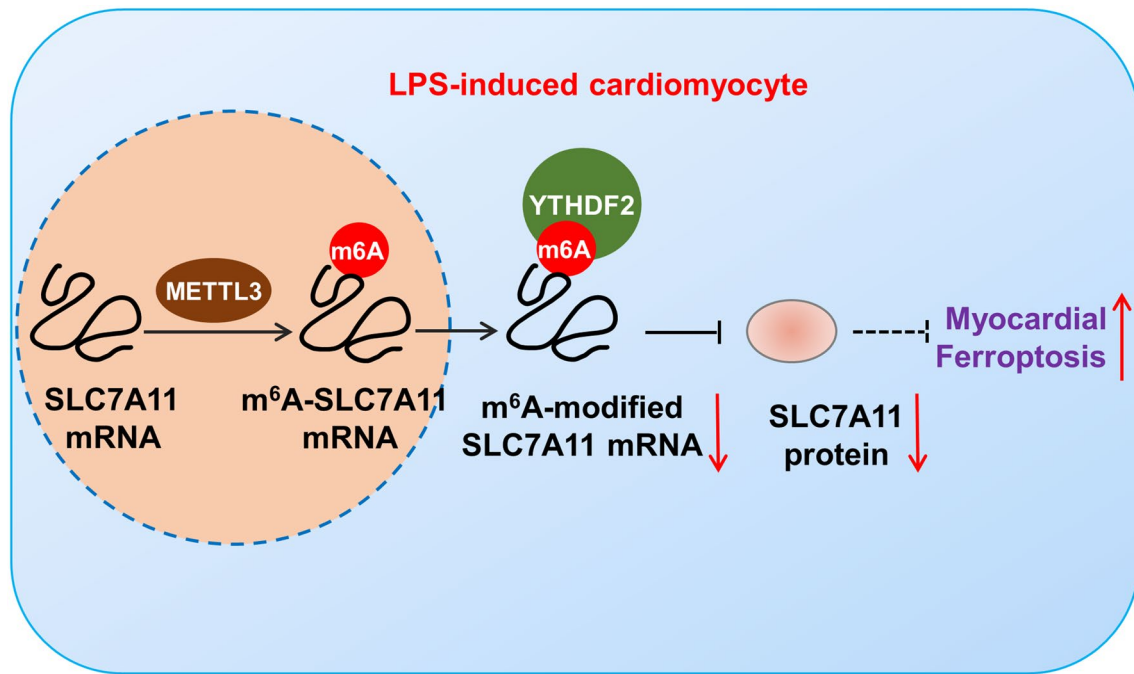 LPS-induced cardiomyocyte
YTHDF2
m6A
m6A
METTL3
SLC7A11
mRNA
m⁶A-SLC7A11
mRNA
m⁶A-modified
SLC7A11 mRNA
SLC7A11
protein
Myocardial
Ferroptosis